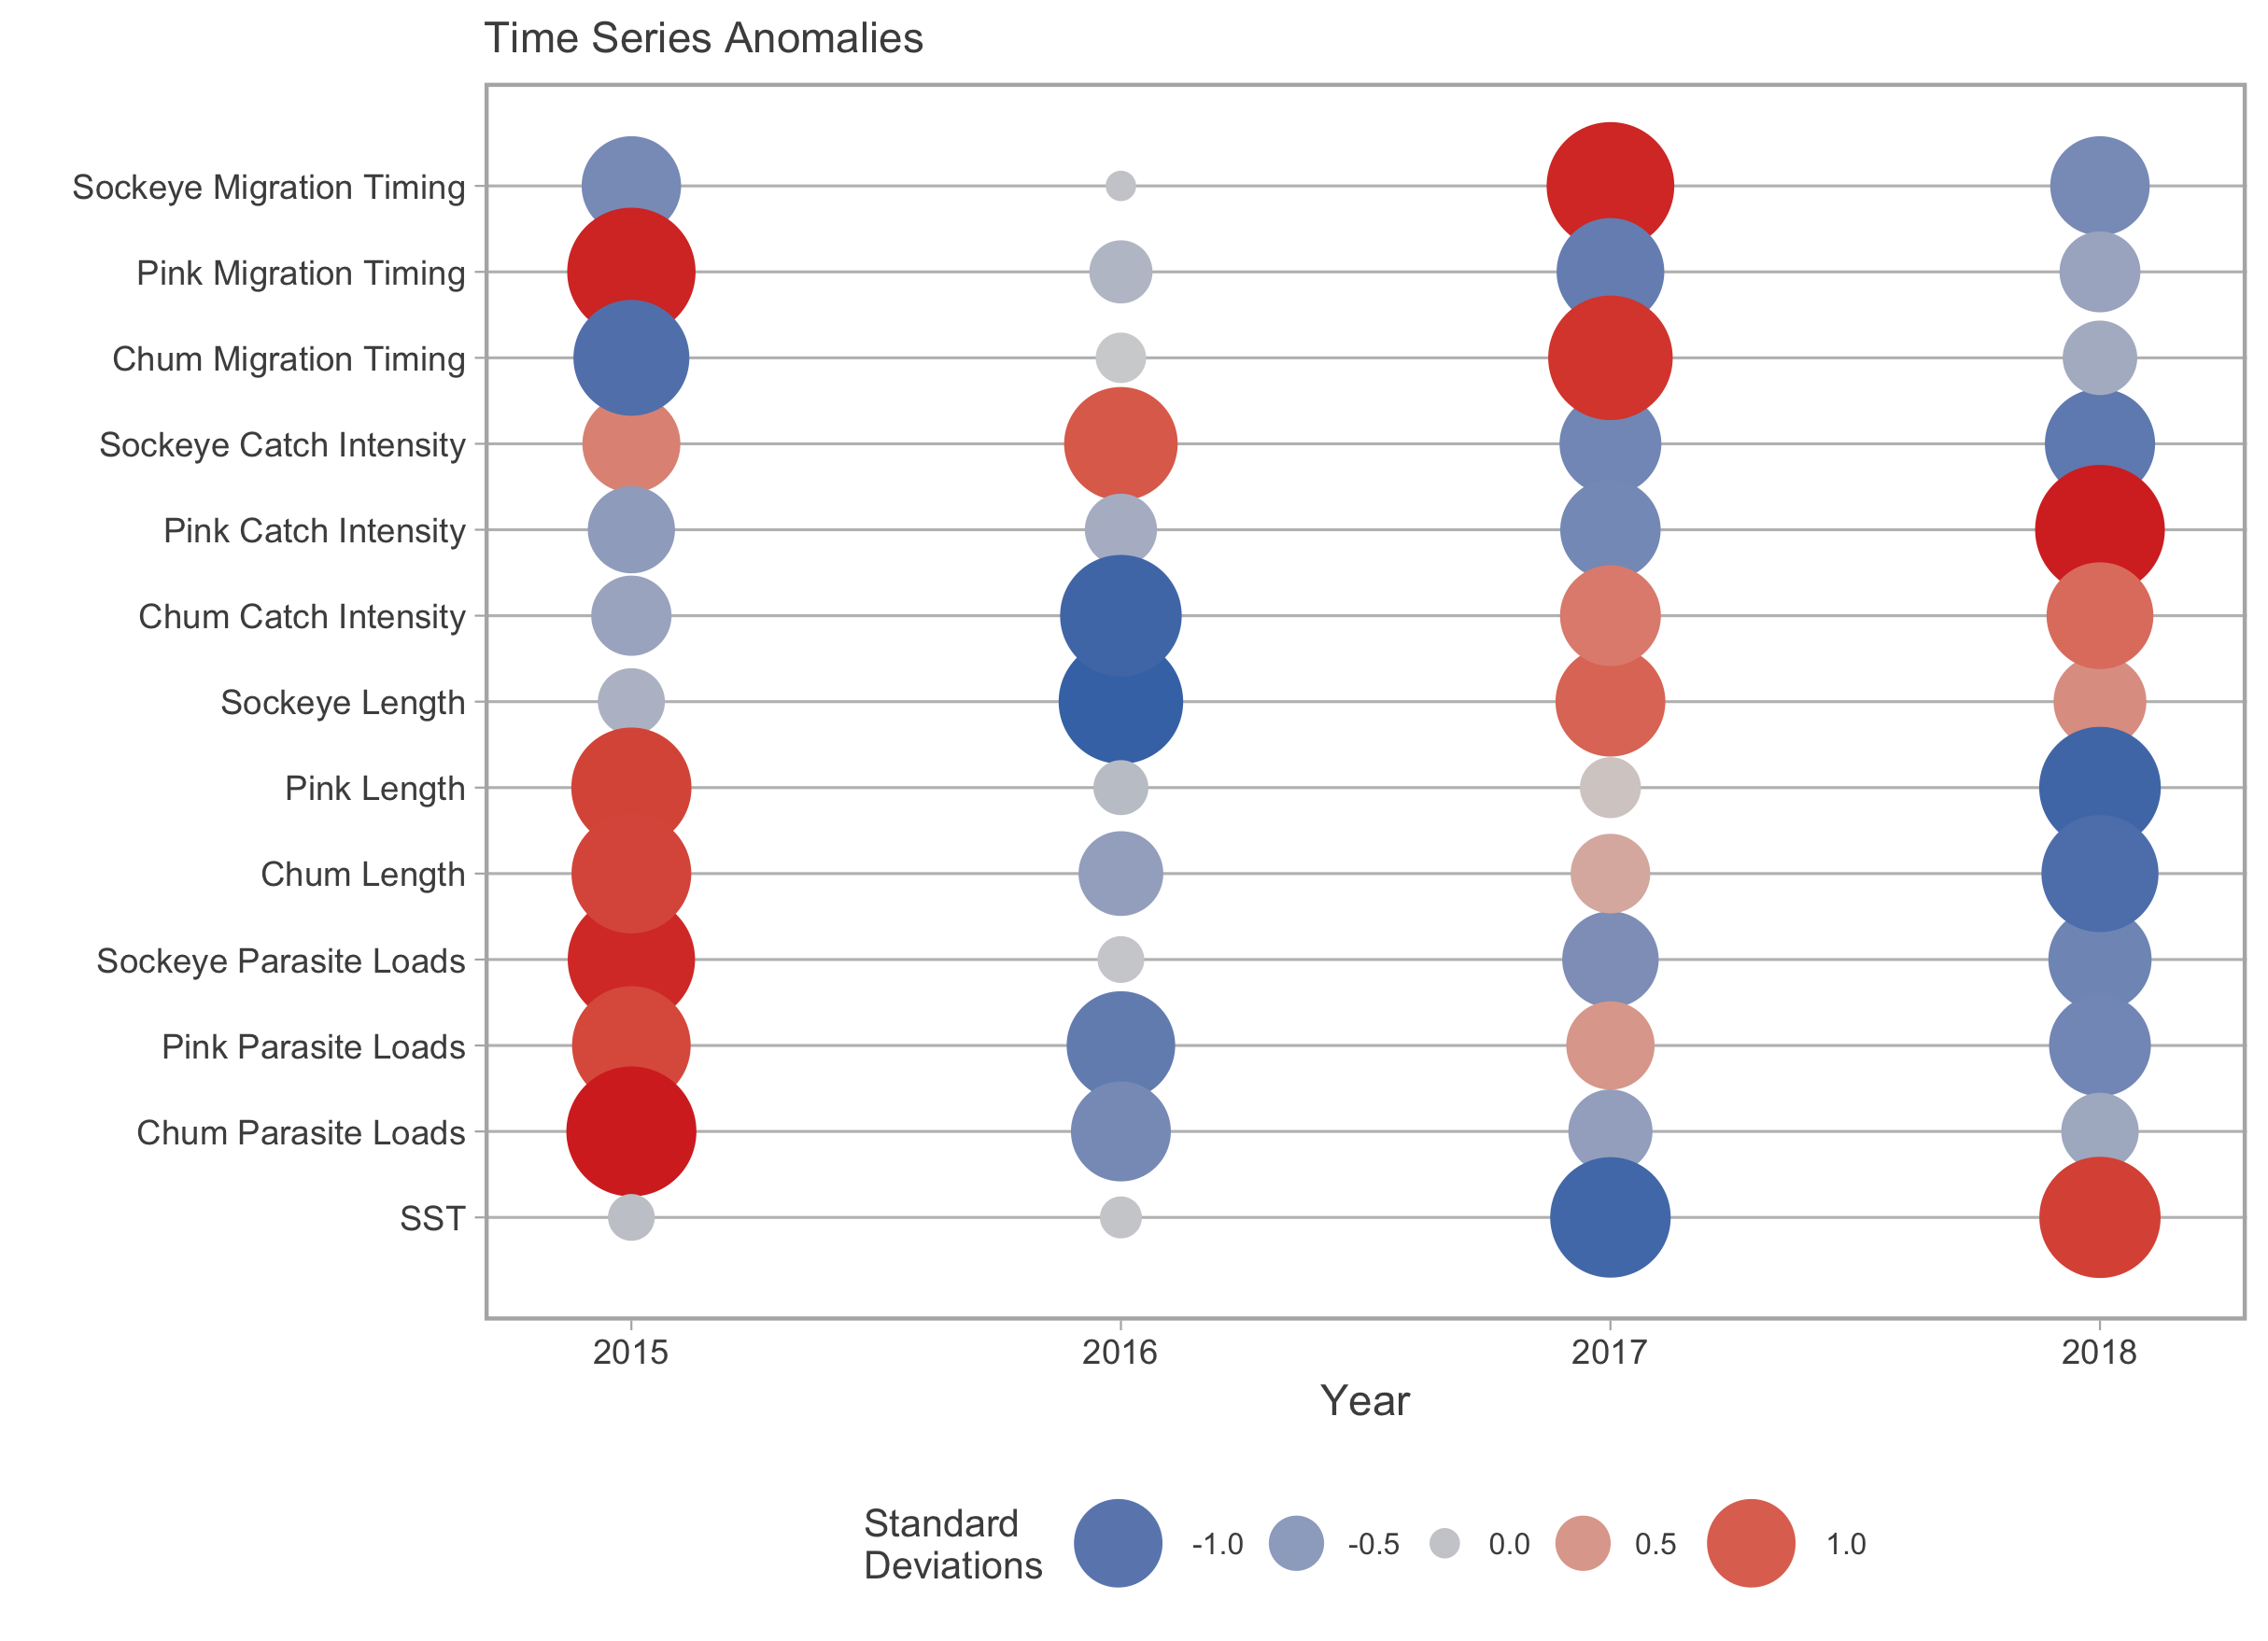 Time Series Anomalies
Sockeye Migration Timing
Pink Migration Timing
Chum Migration Timing
Sockeye Catch Intensity
Pink Catch Intensity
Chum Catch Intensity
Sockeye Length
Pink Length
Chum Length
Sockeye Parasite Loads
Pink Parasite Loads
Chum Parasite Loads
SST
2015 2016 2017 2018
Year
Standard
Deviations
-1.0 -0.5 0.0 0.5 1.0